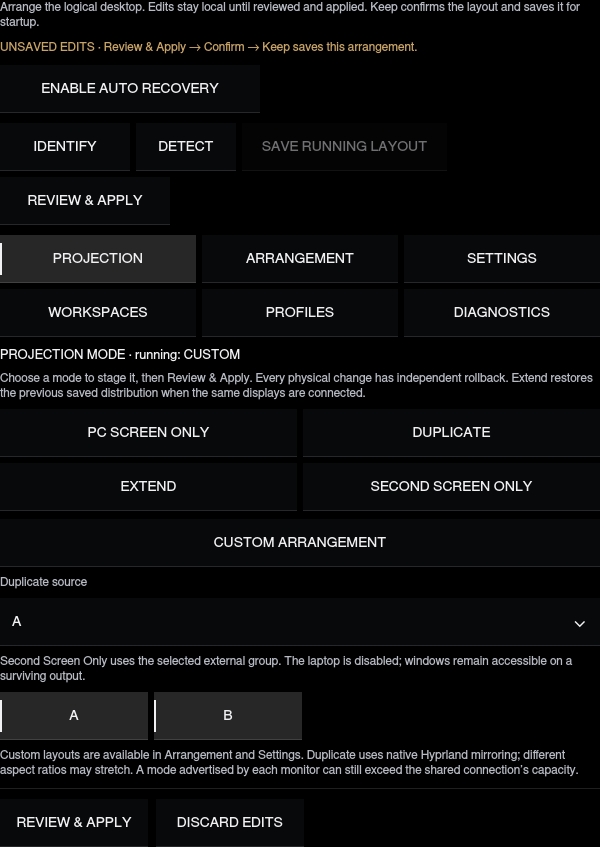 Arrange the logical desktop. Edits stay local until reviewed and applied. Keep confirms the layout and saves it for
startup.
UNSAVED EDITS · Review & Apply → Confirm → Keep saves this arrangement.
ENABLE AUTO RECOVERY
IDENTIFY
DETECT
SAVE RUNNING LAYOUT
REVIEW & APPLY
PROJECTION
ARRANGEMENT
SETTINGS
WORKSPACES
PROFILES
DIAGNOSTICS
PROJECTION MODE · running: CUSTOM
Choose a mode to stage it, then Review & Apply. Every physical change has independent rollback. Extend restores
the previous saved distribution when the same displays are connected.
PC SCREEN ONLY
DUPLICATE
EXTEND
SECOND SCREEN ONLY
CUSTOM ARRANGEMENT
Duplicate source
A
Second Screen Only uses the selected external group. The laptop is disabled; windows remain accessible on a
surviving output.
A
B
Custom layouts are available in Arrangement and Settings. Duplicate uses native Hyprland mirroring; different
aspect ratios may stretch. A mode advertised by each monitor can still exceed the shared connection’s capacity.
REVIEW & APPLY
DISCARD EDITS